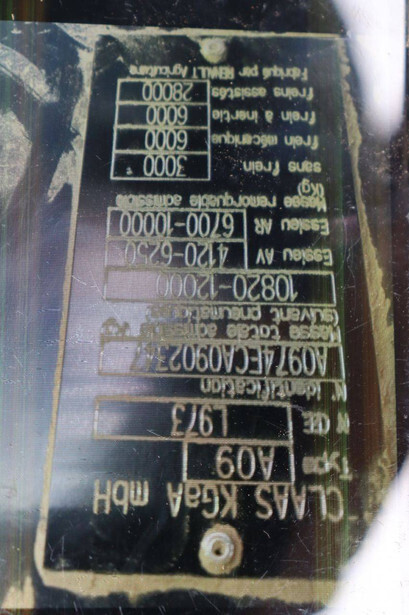 CLAAS KGaA mbH
Type A09
N° CE L973
N° identification
Masse totale admissible
(suivant pneumatiques)
10820-12000
Essieu AV 4120-6250
Essieu AR 6700-10000
Masse remorquable admissible
(kg)
sans frein 3000
frein mécanique 6000
frein à inertie 6000
freins assistés 28000
Fabriqué par RENAULT Agriculture